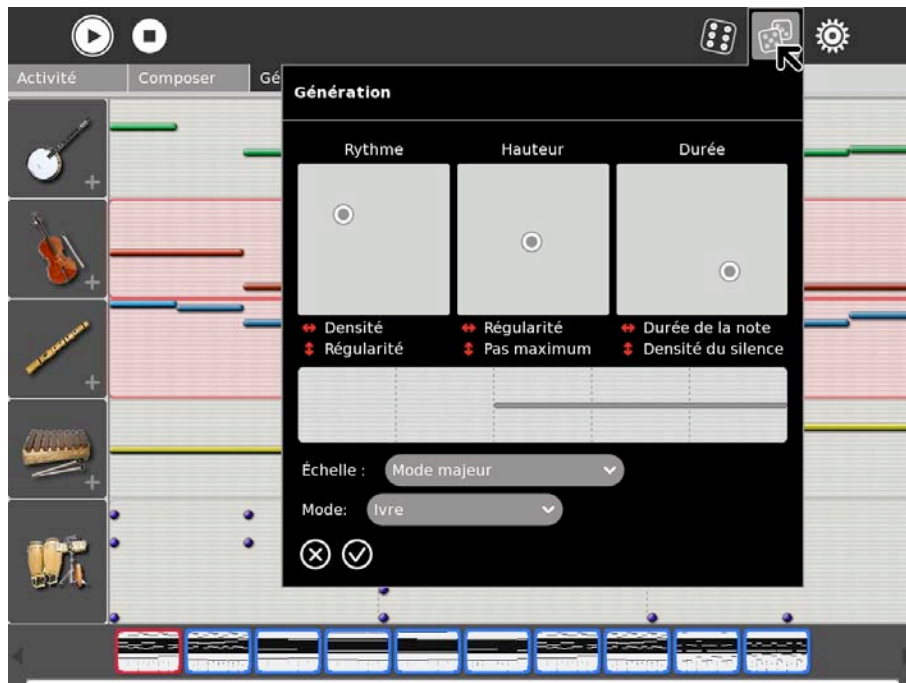 Activité
Composer
Gé
Génération
Rythme
Hauteur
Durée
Densité
Régularité
Régularité
Pas maximum
Durée de la note
Densité du silence
Échelle :
Mode majeur
Mode:
Ivre